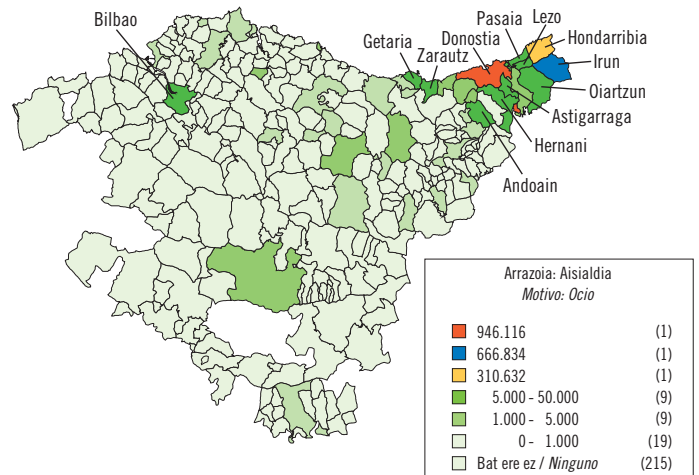 Bilbao
Getaria
Zarautz
Donostia
Pasaia
Lezo
Hondarribia
Irun
Oiartzun
Astigarraga
Hernani
Andoain
Arrazoia: Aisialdia
Motivo: Ocio
946.116 (1)
666.834 (1)
310.632 (1)
5.000 - 50.000 (9)
1.000 - 5.000 (9)
0 - 1.000 (19)
Bat ere ez / Ninguno (215)